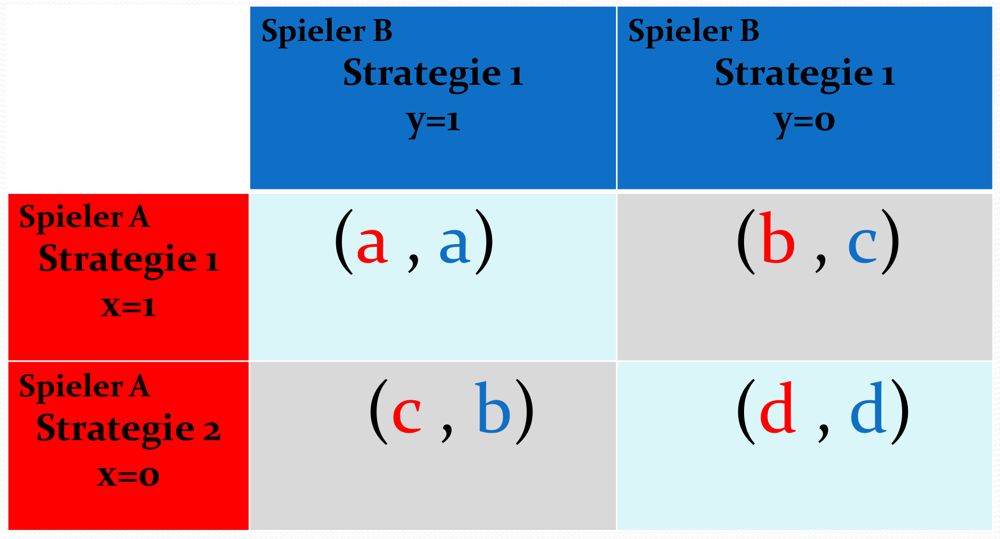 Spieler B
Strategie 1
y=1
Spieler B
Strategie 1
y=0
Spieler A
Strategie 1
x=1
(a , a)
(b , c)
Spieler A
Strategie 2
x=0
(c , b)
(d , d)